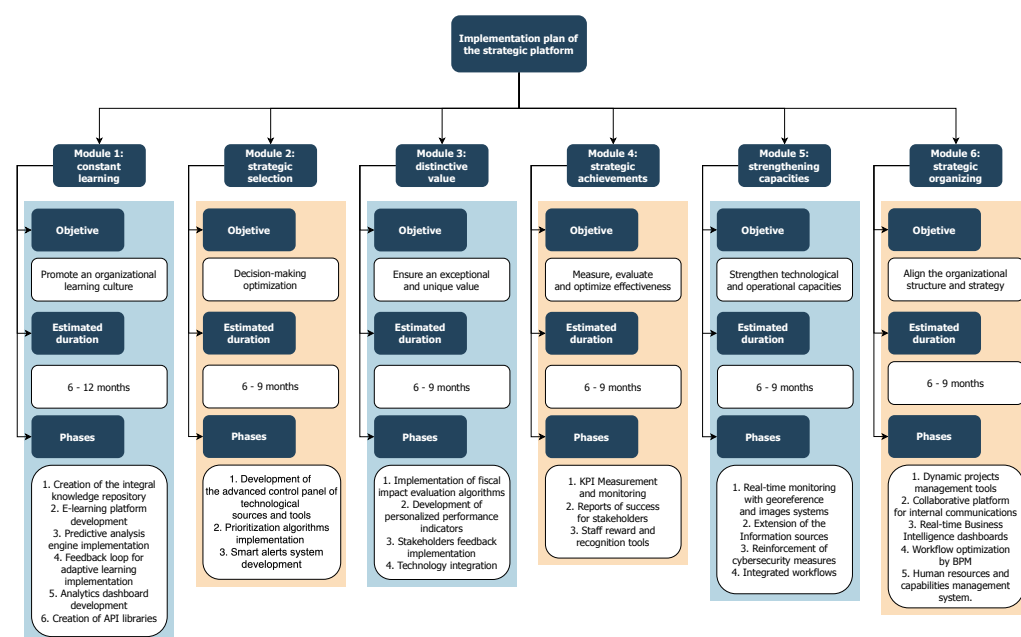 Implementation plan of
the strategic platform
Module 1:
constant
learning
Objetive
Promote an organizational
learning culture
Estimated
duration
6 - 12 months
Phases
1. Creation of the integral
knowledge repository
2. E-learning platform
development
3. Predictive analysis
engine implementation
4. Feedback loop for
adaptive learning
implementation
5. Analytics dashboard
development
6. Creation of API libraries
Module 2:
strategic
selection
Objetive
Decision-making
optimization
Estimated
duration
6 - 9 months
Phases
1. Development of
the advanced control panel of
technological
sources and tools
2. Prioritization algorithms
implementation
3. Smart alerts system
development
Module 3:
distinctive
value
Objetive
Ensure an exceptional
and unique value
Estimated
duration
6 - 9 months
Phases
1. Implementation of fiscal
impact evaluation algorithms
2. Development of
personalized performance
indicators
3. Stakeholders feedback
implementation
4. Technology integration
Module 4:
strategic
achievements
Objetive
Measure, evaluate
and optimize effectiveness
Estimated
duration
6 - 9 months
Phases
1. KPI Measurement
and monitoring
2. Reports of success
for stakeholders
3. Staff reward and
recognition tools
Module 5:
strengthening
capacities
Objetive
Strengthen technological
and operational capacities
Estimated
duration
6 - 9 months
Phases
1. Real-time monitoring
with georeference
and images systems
2. Extension of the
Information sources
3. Reinforcement of
cybersecurity measures
4. Integrated workflows
Module 6:
strategic
organizing
Objetive
Align the organizational
structure and strategy
Estimated
duration
6 - 9 months
Phases
1. Dynamic projects
management tools
2. Collaborative platform
for internal communications
3. Real-time Business
Intelligence dashboards
4. Workflow optimization
by BPM
5. Human resources and
capabilities management
system.